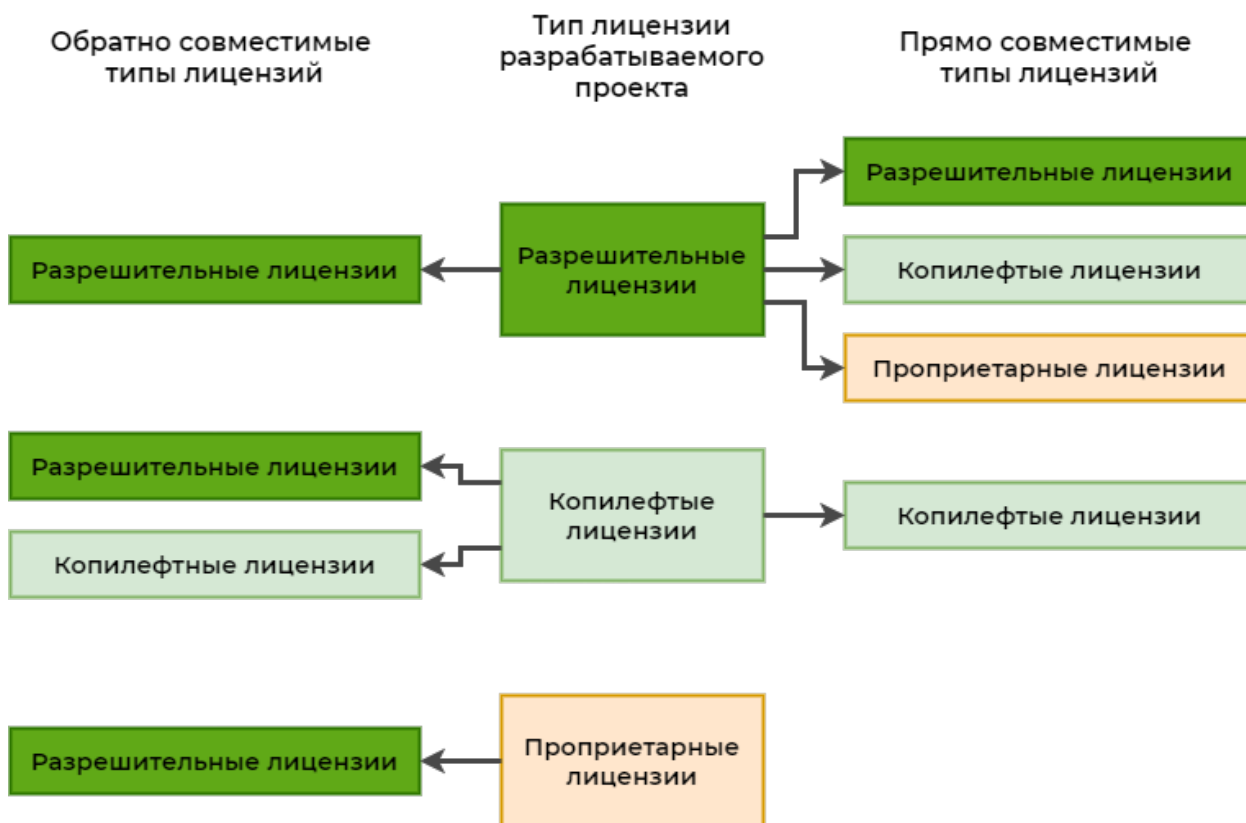 Обратно совместимые
типы лицензий
Тип лицензии
разрабатываемого
проекта
Прямо совместимые
типы лицензий
Разрешительные лицензии
Разрешительные
лицензии
Разрешительные лицензии
Копилефтые лицензии
Проприетарные лицензии
Разрешительные лицензии
Копилефтные лицензии
Копилефтые
лицензии
Копилефтые лицензии
Разрешительные лицензии
Проприетарные
лицензии